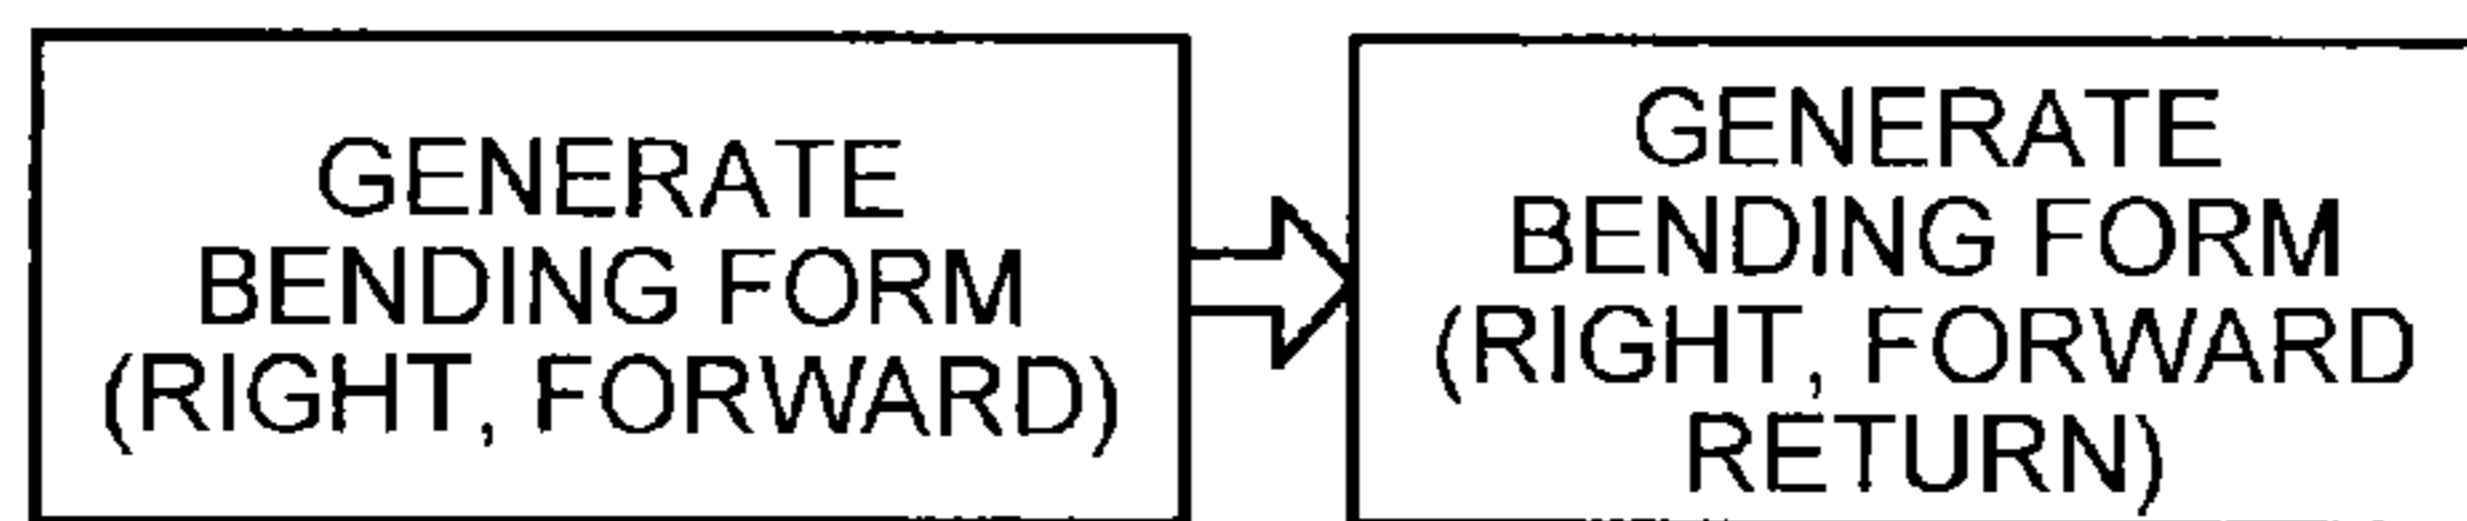 GENERATE
BENDING FORM
(RIGHT, FORWARD)
GENERATE
BENDING FORM
(RIGHT, FORWARD
RETURN)